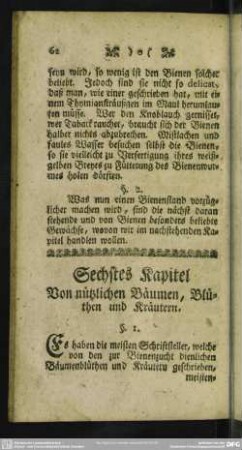 62
seyn wird, so wenig ist den Bienen solcher
beliebt. Jedoch sind sie nicht so delicat,
daß man, wie einer geschrieben hat, mit ei
nem Thymiankräutchen im Maul herumlau-
fen müsse. Wer den Knoblauch geniesset,
wer Taback rauchet, braucht sich der Bienen
halber nichts abzubrechen. Mistlachen und
faules Wasser besuchen selbst die Bienen,
so sie vielleicht zu Verfertigung ihres weiß-
gelben Breyes zu Fütterung des Bienenwur-
mes holen dörfften.
§. 2.
Was nun einen Bienenstand vorzüg-
licher machen wird, sind die nächst daran
stehende und von Bienen besonders beliebte
Gewächse, wovon wir im nachstehenden Ka-
pitel handlen wollen.
Sechstes Kapitel
Von nützlichen Bäumen, Blü-
then und Kräutern.
§. 1.
Es haben die meisten Schriftsteller, welche
von den zur Bienenzucht dienlichen
Bäumenblüthen und Kräutern geschrieben,
meisten-